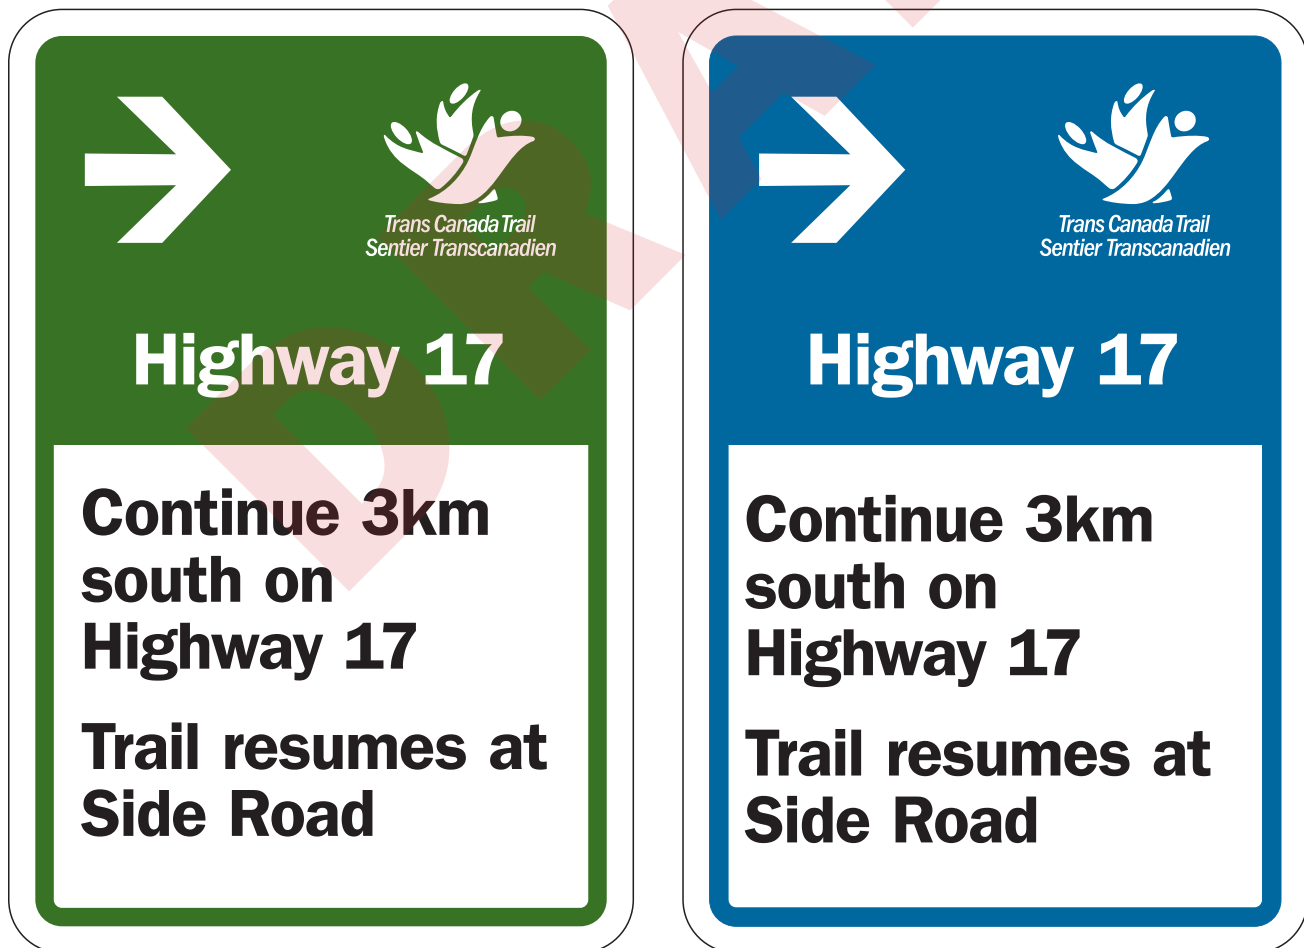 Trans Canada Trail
Sentier Transcanadien
Highway 17
Continue 3km
south on
Highway 17
Trail resumes at
Side Road
Trans Canada Trail
Sentier Transcanadien
Highway 17
Continue 3km
south on
Highway 17
Trail resumes at
Side Road
DRA